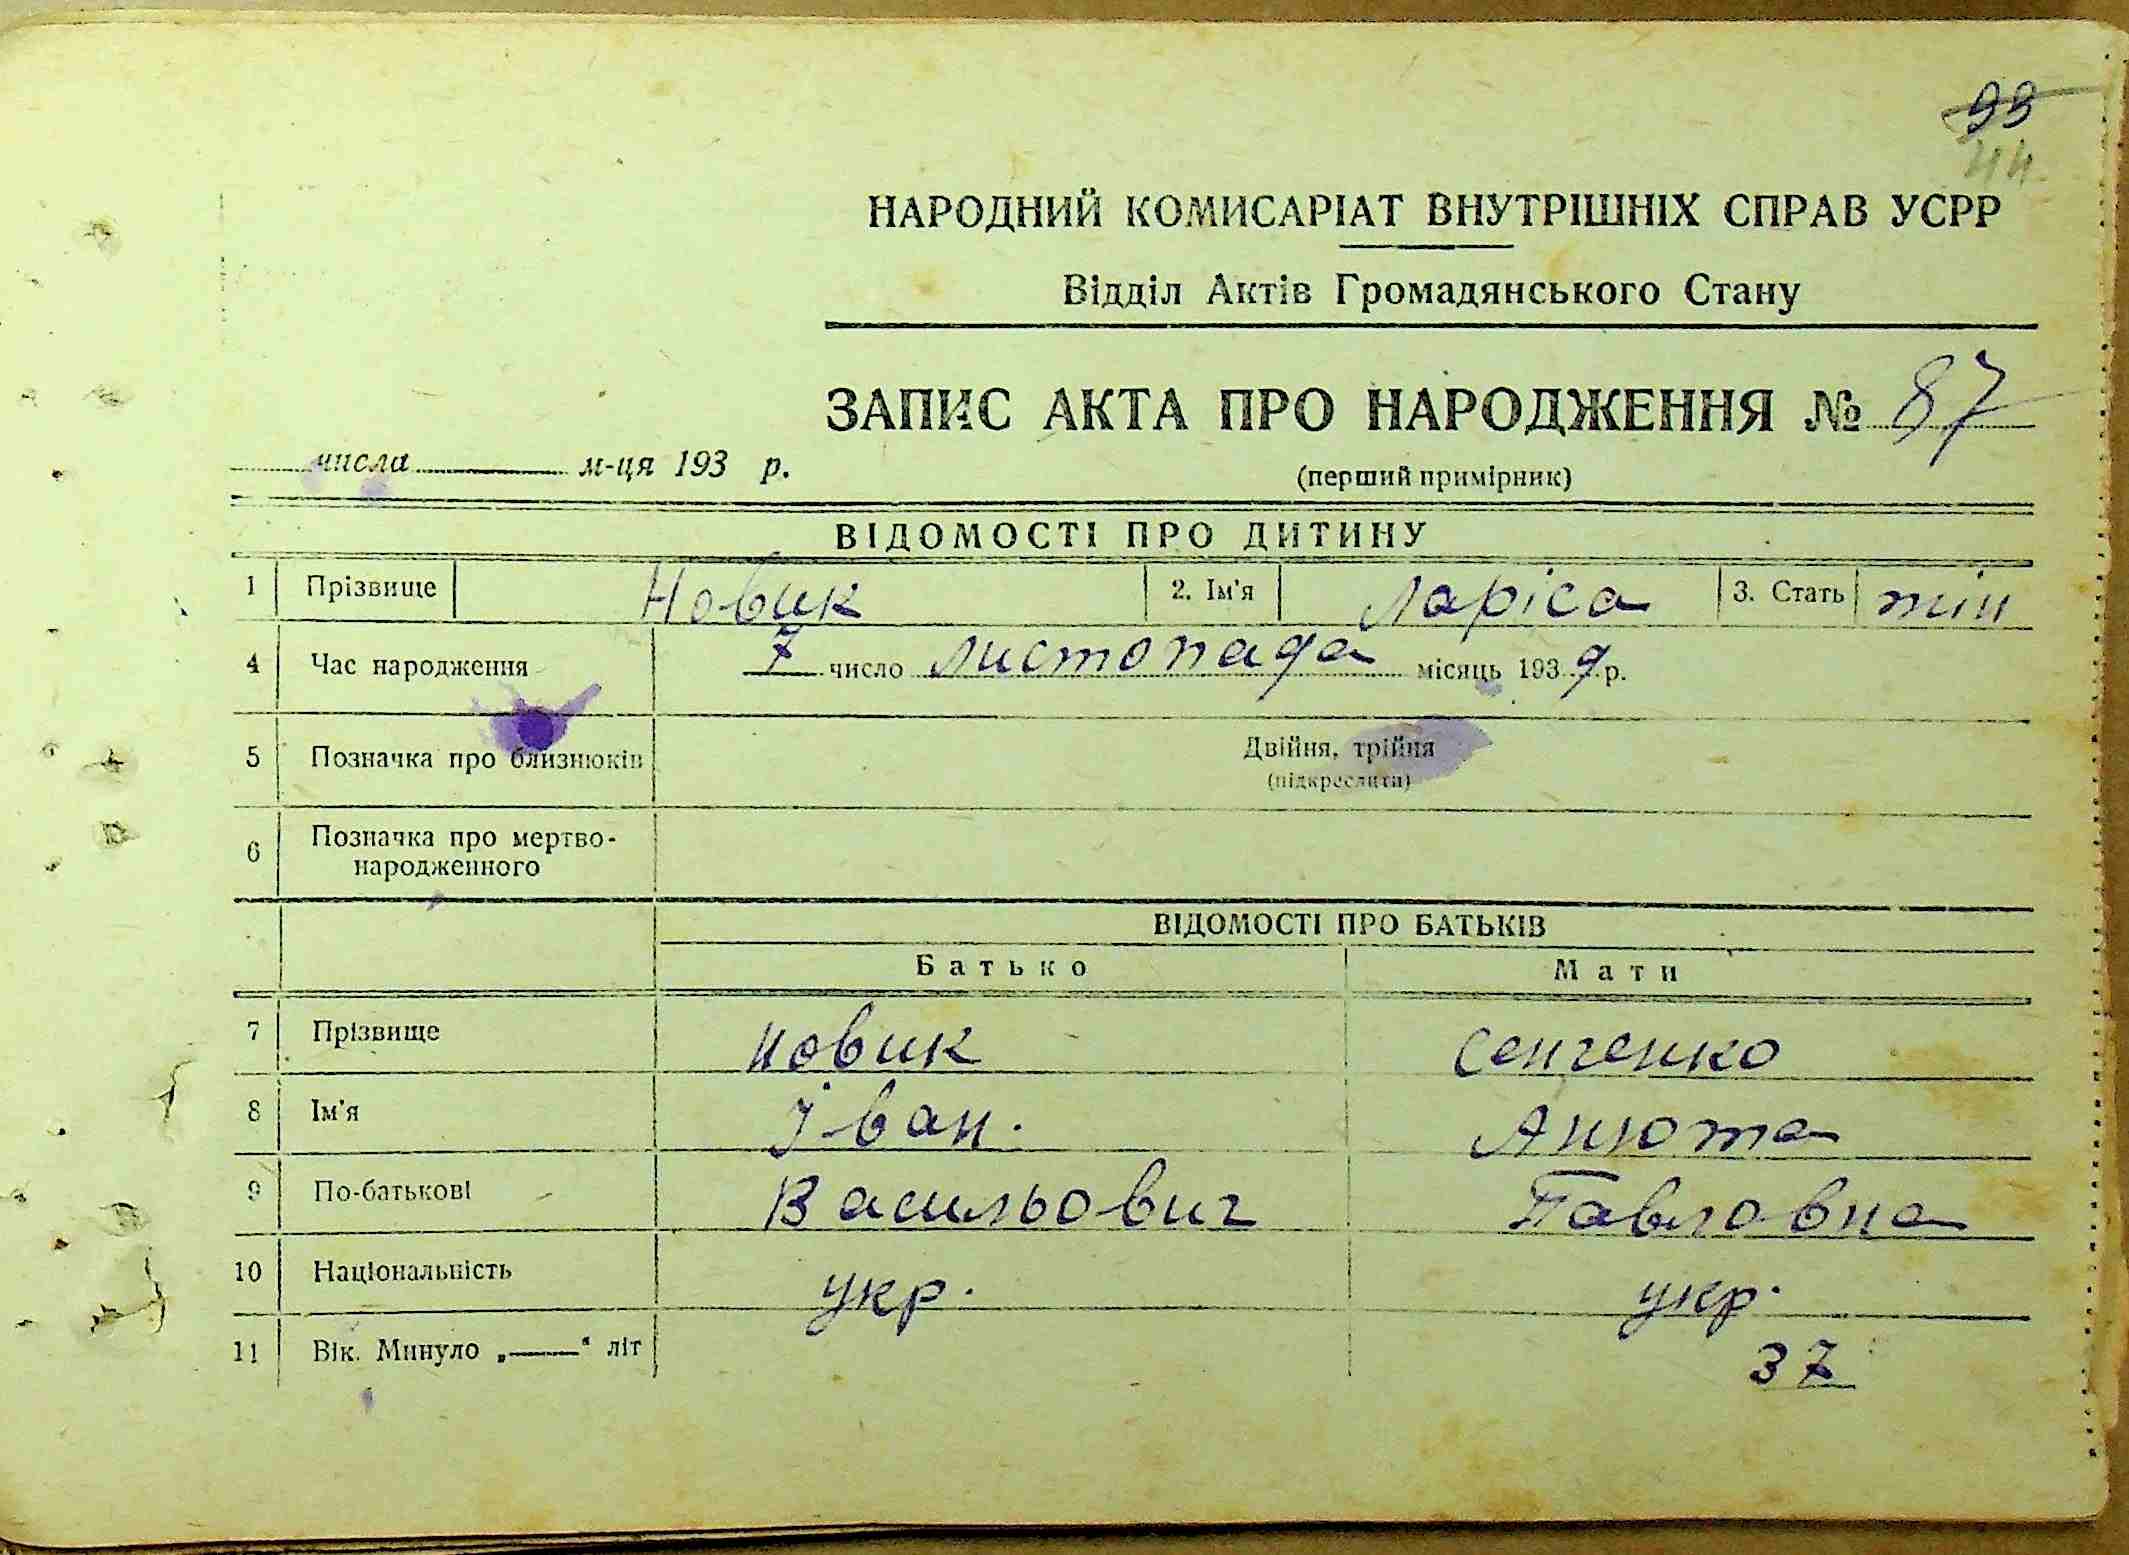 99
44.
НАРОДНИЙ КОМИСАРІАТ ВНУТРІШНІХ СПРАВ УСРР
Відділ Актів Громадянського Стану
ЗАПИС АКТА ПРО НАРОДЖЕННЯ № 87
числа м-ця 193 р.
(перший примірник)
ВІДОМОСТІ ПРО ДИТИНУ
1 Прізвище Новик 2. Ім'я Ларіса 3. Стать жін
4 Час народження 7 число листопада місяць 1939 р.
5 Позначка про близнюків Двійня, трійня
(підкреслити)
6 Позначка про мертво-
народженного
ВІДОМОСТІ ПРО БАТЬКІВ
Батько Мати
7 Прізвище Новик Сенченко
8 Ім'я Іван. Анюта
9 По-батькові Васильович Павловна
10 Національність укр. укр.
11 Вік. Минуло „——“ літ 37